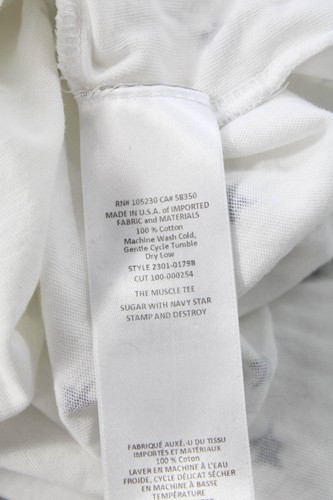 RN# 105230 CA# 58350
MADE IN U.S.A. of IMPORTED
FABRIC and MATERIALS
100 % Cotton
Machine Wash Cold,
Gentle Cycle Tumble
Dry Low
STYLE 2301-0179B
CUT 100-000254
THE MUSCLE TEE
SUGAR WITH NAVY STAR
STAMP AND DESTROY
FABRIQUÉ AUXÉ.-U DU TISSU
IMPORTÉS ET MATÉRIAUX
100 % Coton
LAVER EN MACHINE À L'EAU
FROIDE, CYCLE DÉLICAT SÉCHER
EN MACHINE À BASSE
TEMPÉRATURE